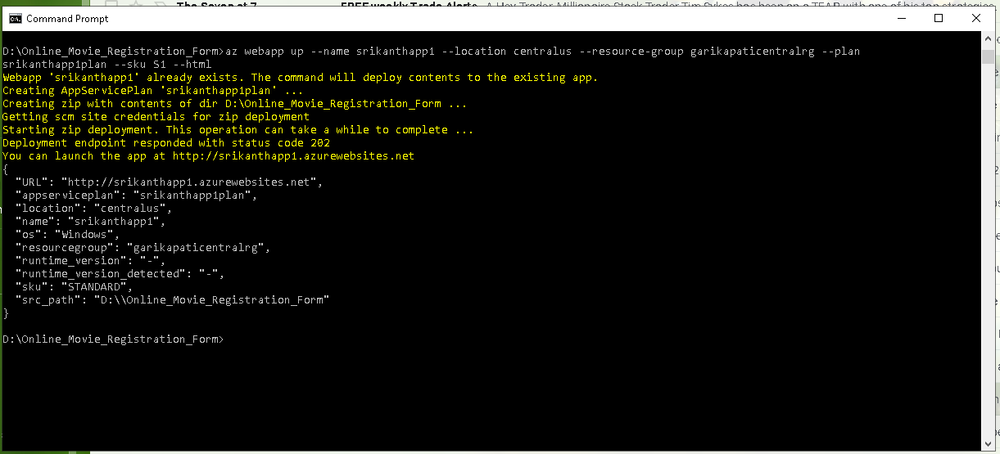 The Seven at 7 FREE weekly Trade Alerts - A Hey Trader, Millionaire Stock Trader Tim Sykes has been on a TEAR with one of his top strategies
Command Prompt
D:\Online_Movie_Registration_Form>az webapp up --name srikanthapp1 --location centralus --resource-group garikapaticentralrg --plan
srikanthapp1plan --sku S1 --html
Webapp 'srikanthapp1' already exists. The command will deploy contents to the existing app.
Creating AppServicePlan 'srikanthapp1plan' ...
Creating zip with contents of dir D:\Online_Movie_Registration_Form ...
Getting scm site credentials for zip deployment
Starting zip deployment. This operation can take a while to complete ...
Deployment endpoint responded with status code 202
You can launch the app at http://srikanthapp1.azurewebsites.net
{
  "URL": "http://srikanthapp1.azurewebsites.net",
  "appserviceplan": "srikanthapp1plan",
  "location": "centralus",
  "name": "srikanthapp1",
  "os": "Windows",
  "resourcegroup": "garikapaticentralrg",
  "runtime_version": "-",
  "runtime_version_detected": "-",
  "sku": "STANDARD",
  "src_path": "D:\\Online_Movie_Registration_Form"
}
D:\Online_Movie_Registration_Form>